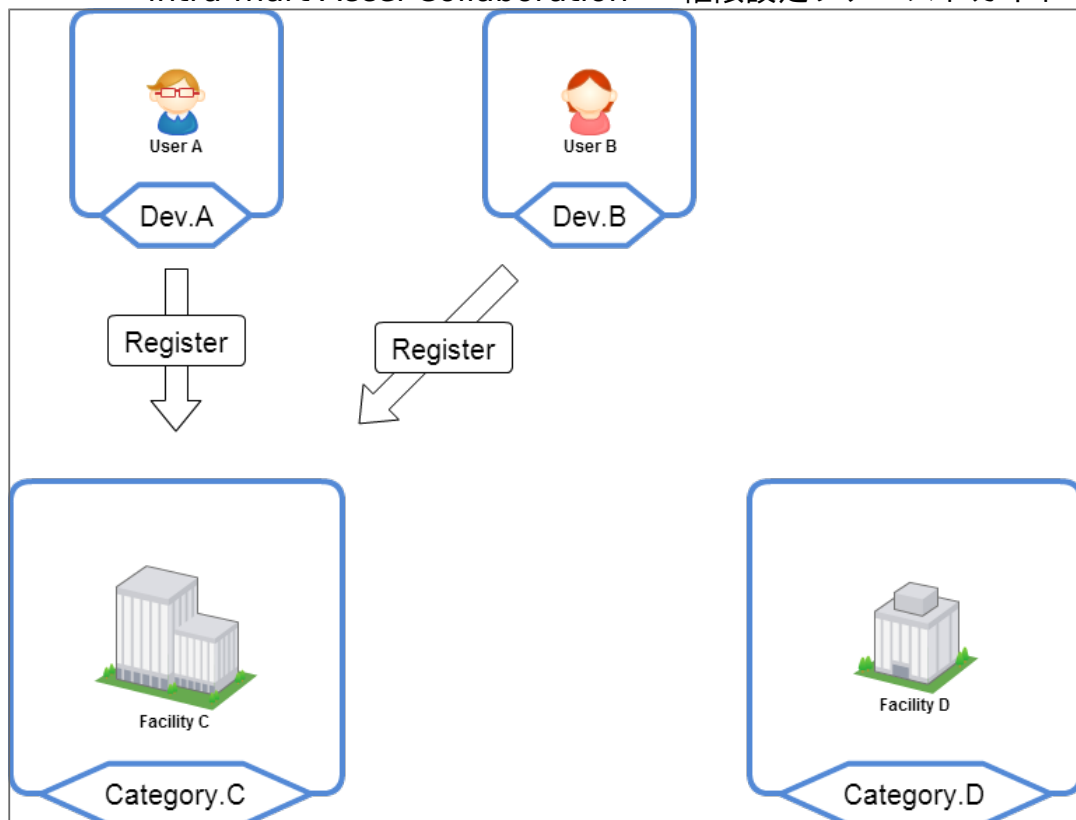 User A
User B
Dev.A
Dev.B
Register
Register
Facility C
Facility D
Category.C
Category.D